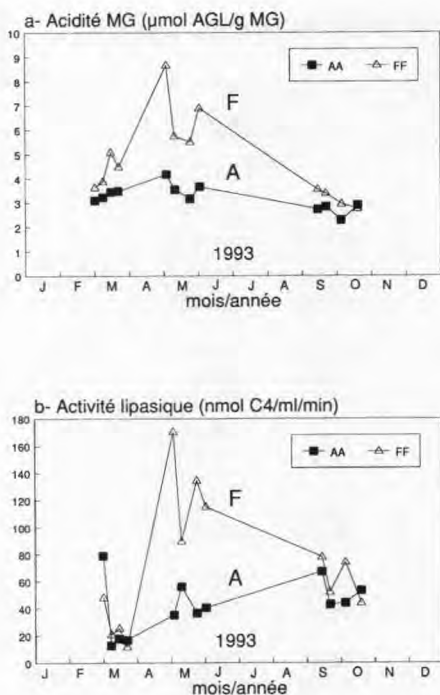 a- Acidité MG (µmol AGL/g MG)
10
9
8
7
6
5
4
3
2
1
0
AA FF
F
A
1993
J F M A M J J A S O N D
mois/année
b- Activité lipasique (nmol C4/ml/min)
180
160
140
120
100
80
60
40
20
0
AA FF
F
A
1993
J F M A M J J A S O N D
mois/année